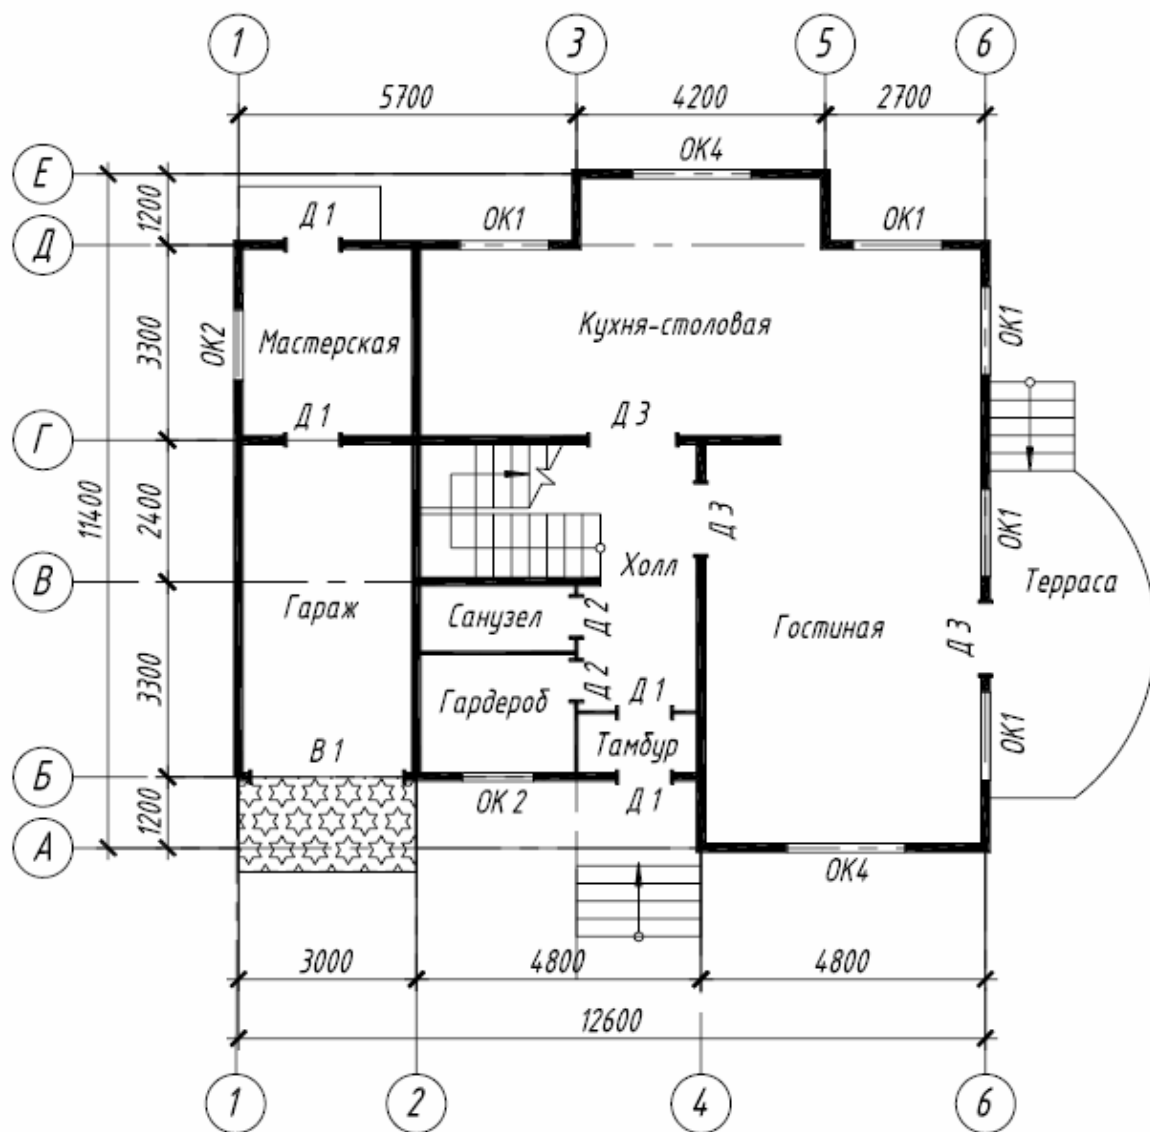 1
3
5
6
5700
4200
2700
Е
ОК4
1200
Д 1
ОК1
ОК1
Д
3300
ОК2
Мастерская
Кухня-столовая
ОК1
Д 1
Д 3
Г
11400
2400
Д 3
ОК1
Холл
Терраса
В
Гараж
Санузел
Д 2
Гостиная
Д 3
3300
Д 2
Гардероб
Д 1
ОК1
Тамбур
В 1
Б
ОК 2
Д 1
1200
А
ОК4
3000
4800
4800
12600
1
2
4
6